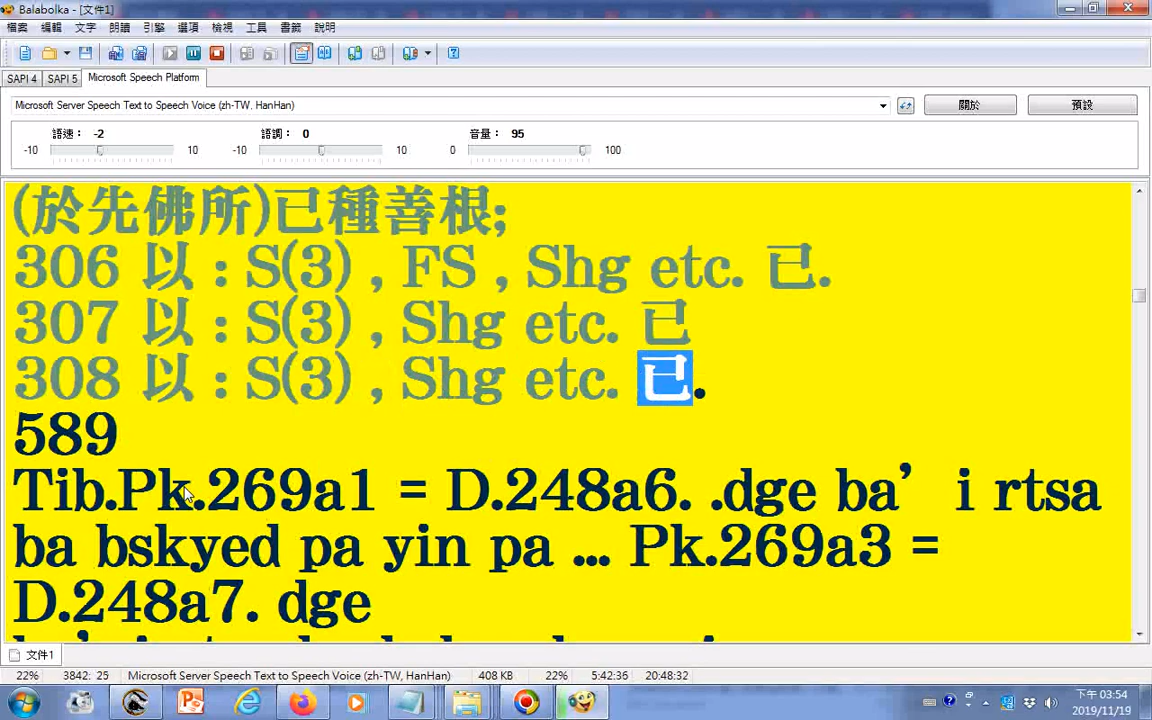 Balabolka - [文件1]
檔案 編輯 文字 朗讀 引擎 選項 檢視 工具 書籤 說明
SAPI 4 SAPI 5 Microsoft Speech Platform
Microsoft Server Speech Text to Speech Voice (zh-TW, HanHan) 關於 預設
語速： -2 語調： 0 音量： 95
-10 10 -10 10 0 100
(於先佛所)已種善根;
306 以 : S(3) , FS , Shg etc. 已.
307 以 : S(3) , Shg etc. 已
308 以 : S(3) , Shg etc. 已.
589
Tib.Pk.269a1 = D.248a6. .dge ba’ i rtsa
ba bskyed pa yin pa ... Pk.269a3 =
D.248a7. dge
文件1
22% 3842: 25 Microsoft Server Speech Text to Speech Voice (zh-TW, HanHan) 408 KB 22% 5:42:36 20:48:32
下午 03:54
2019/11/19